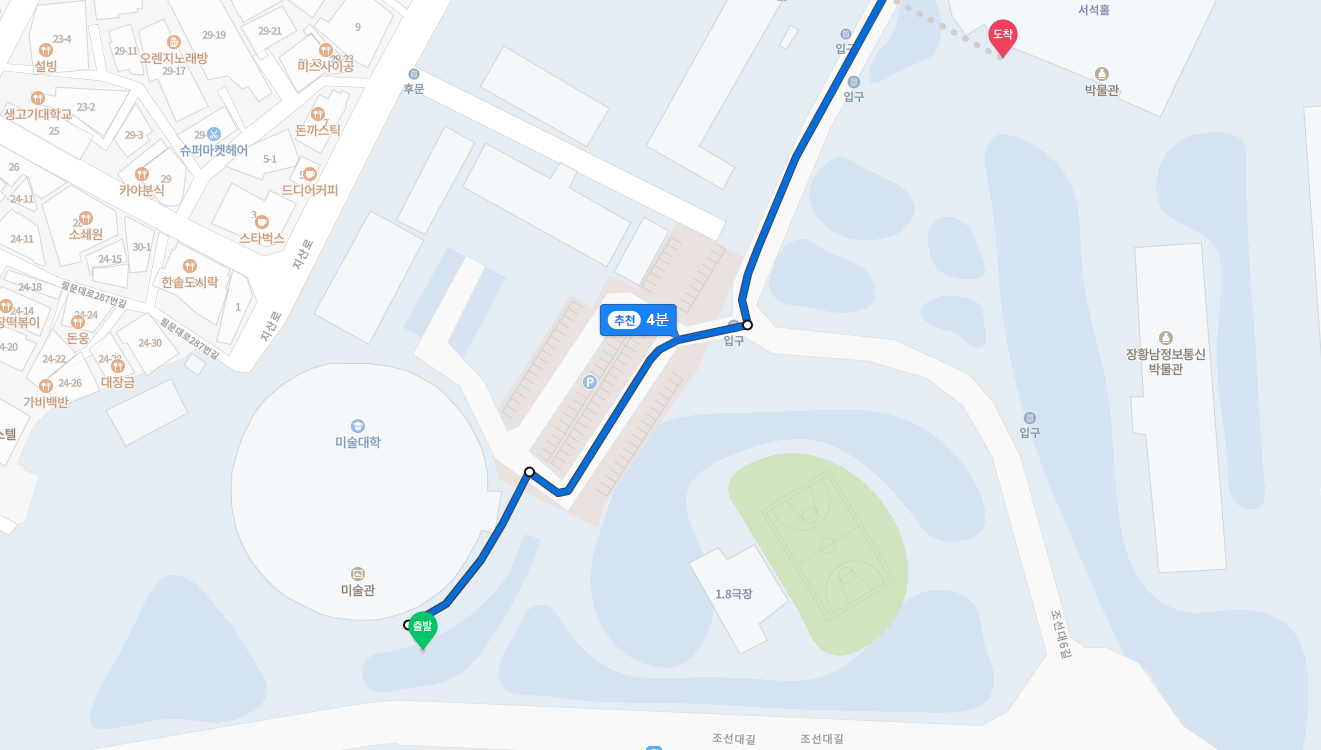 서석홀
도착
박물관
입구
입구
9
29-21
29-19
23-4
설빙
29-11
오렌지노래방
29-17
미스사이공
후문
생고기대학교
23-2
25
29-3
29
슈퍼마켓헤어
7
돈까스틱
5-1
26
카야분식
29
드디어커피
24-11
소쇄원
3
스타벅스
지산로
24-11
30-1
24-15
한솥도시락
1
24-18
필문대로287번길
24-14
장떡볶이
24-24
돈웅
필문대로287번길
지산로
24-20
24-22
24-30
대장금
24-26
가비백반
스텔
추천 4분
입구
P
장황남정보통신
박물관
입구
미술대학
미술관
출발
1.8극장
조선대6길
조선대길
조선대길